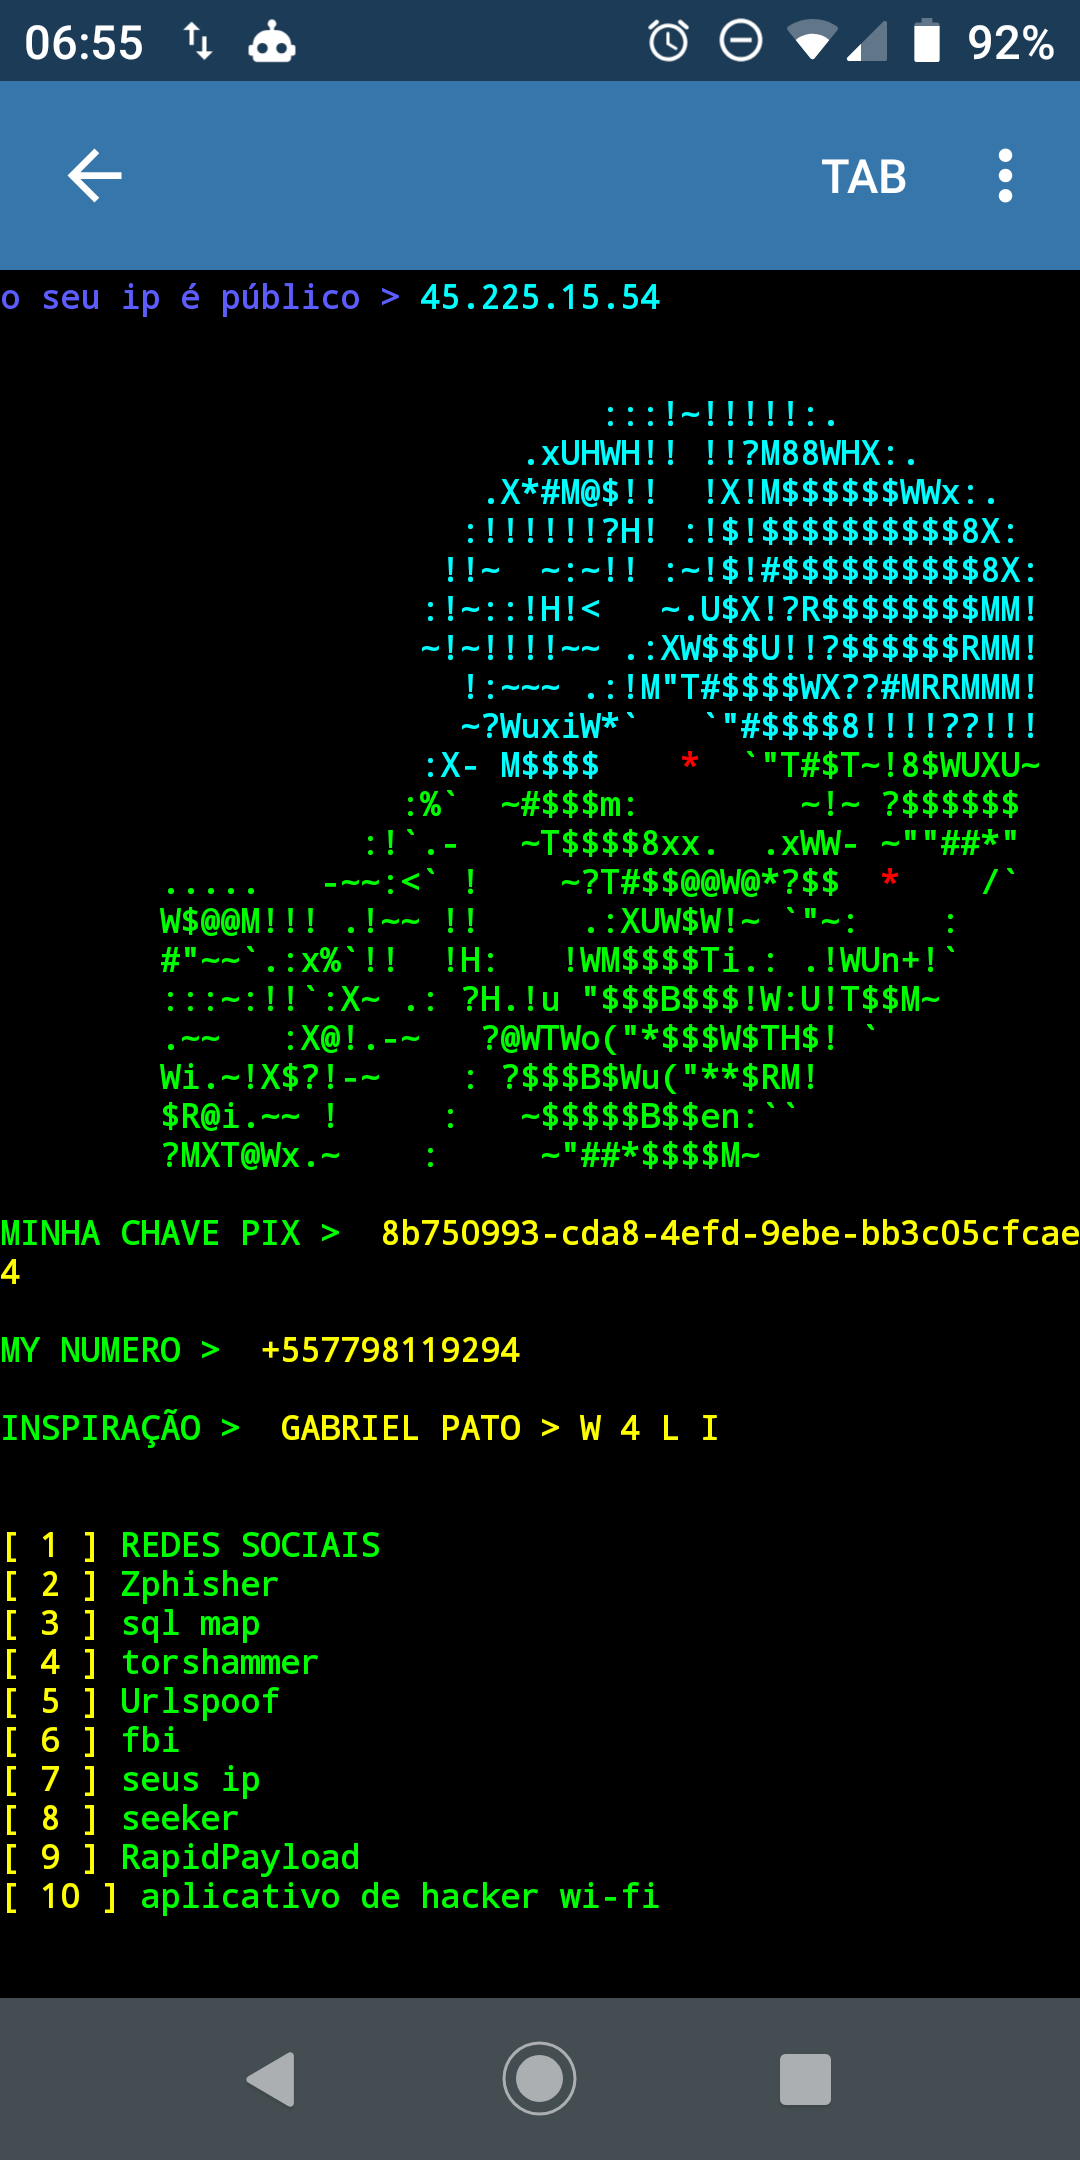 06:55 92%
TAB
o seu ip é público > 45.225.15.54
:::!~!!!!!:.
.xUHWH!! !!?M88WHX:.
.X*#M@$!!  !X!M$$$$$$WWx:.
:!!!!!!?H! :!$!$$$$$$$$$$8X:
!!~  ~:~!! :~!$!#$$$$$$$$$$8X:
:!~::!H!<   ~.U$X!?R$$$$$$$$MM!
~!~!!!!~~ .:XW$$$U!!?$$$$$$RMM!
!:~~~ .:!M"T#$$$$WX??#MRRMMM!
~?WuxiW*`   `"#$$$$8!!!!??!!!
:X- M$$$$    *  `"T#$T~!8$WUXU~
:%`  ~#$$$m:        ~!~ ?$$$$$$
:!`.-   ~T$$$$8xx.  .xWW- ~""##*"
.....   -~~:<` !    ~?T#$$@@W@*?$$  *    /`
W$@@M!!! .!~~ !!     .:XUW$W!~ `"~:    :
#"~~`.:x%`!!  !H:   !WM$$$$Ti.: .!WUn+!`
:::~:!!`:X~ .: ?H.!u "$$$B$$$!W:U!T$$M~
.~~   :X@!.-~   ?@WTWo("*$$$W$TH$! `
Wi.~!X$?!-~    : ?$$$B$Wu("**$RM!
$R@i.~~ !     :   ~$$$$$B$$en:``
?MXT@Wx.~    :     ~"##*$$$$M~
MINHA CHAVE PIX >  8b750993-cda8-4efd-9ebe-bb3c05cfcae
4
MY NUMERO >  +557798119294
INSPIRAÇÃO >  GABRIEL PATO > W 4 L I
[ 1 ] REDES SOCIAIS
[ 2 ] Zphisher
[ 3 ] sql map
[ 4 ] torshammer
[ 5 ] Urlspoof
[ 6 ] fbi
[ 7 ] seus ip
[ 8 ] seeker
[ 9 ] RapidPayload
[ 10 ] aplicativo de hacker wi-fi